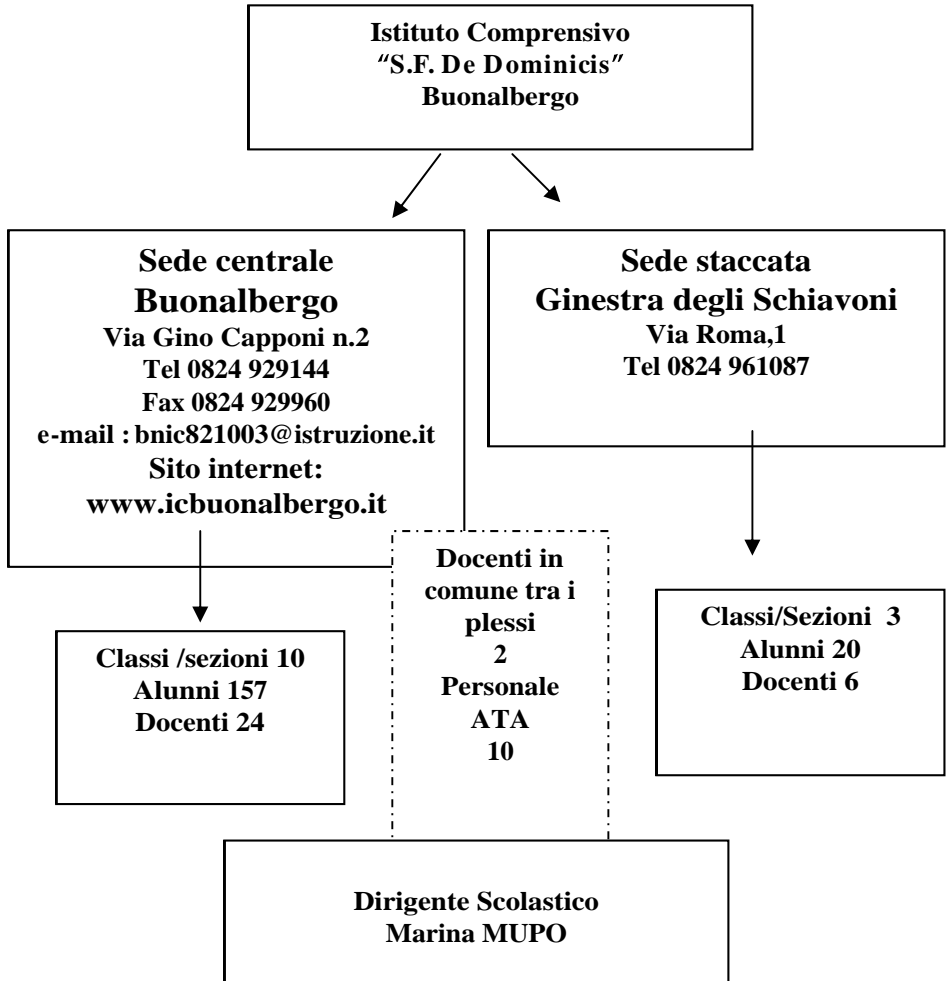 Istituto Comprensivo
“S.F. De Dominicis”
Buonalbergo
Sede centrale
Buonalbergo
Via Gino Capponi n.2
Tel 0824 929144
Fax 0824 929960
e-mail : bnic821003@istruzione.it
Sito internet:
www.icbuonalbergo.it
Sede staccata
Ginestra degli Schiavoni
Via Roma,1
Tel 0824 961087
Classi /sezioni 10
Alunni 157
Docenti 24
Docenti in
comune tra i
plessi
2
Personale
ATA
10
Classi/Sezioni 3
Alunni 20
Docenti 6
Dirigente Scolastico
Marina MUPO